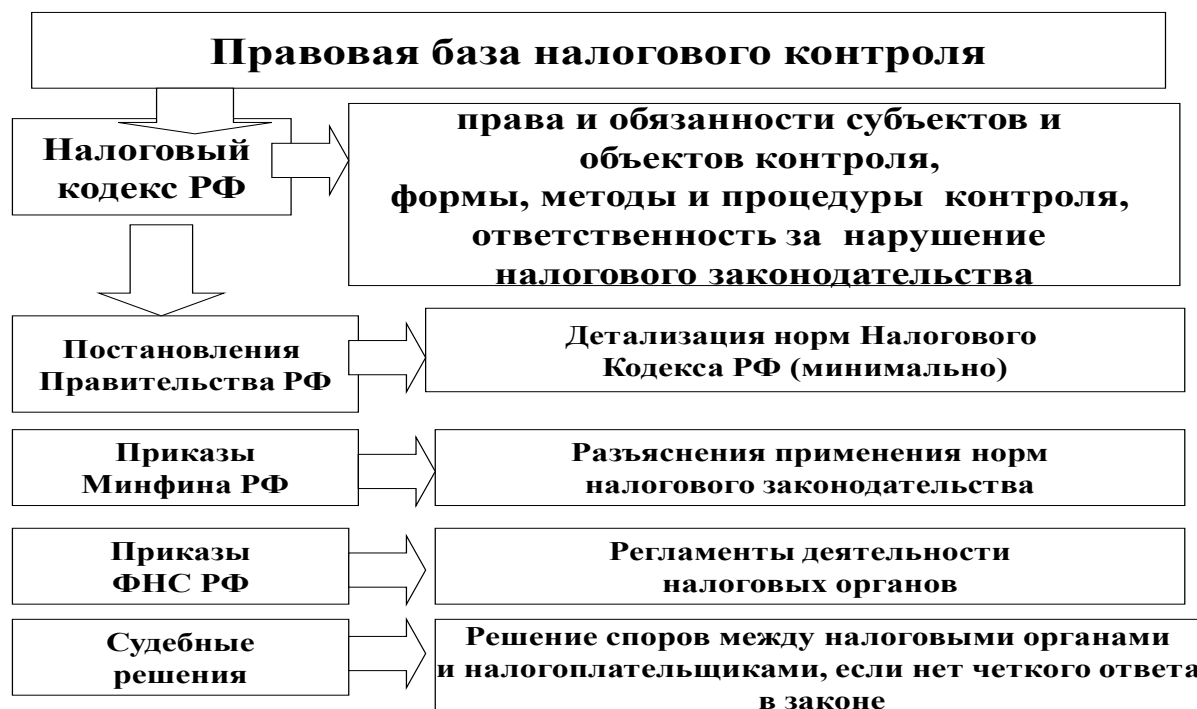 Правовая база налогового контроля
Налоговый
кодекс РФ
права и обязанности субъектов и
объектов контроля,
формы, методы и процедуры контроля,
ответственность за нарушение
налогового законодательства
Постановления
Правительства РФ
Детализация норм Налогового
Кодекса РФ (минимально)
Приказы
Минфина РФ
Разъяснения применения норм
налогового законодательства
Приказы
ФНС РФ
Регламенты деятельности
налоговых органов
Судебные
решения
Решение споров между налоговыми органами
и налогоплательщиками, если нет четкого ответа
в законе